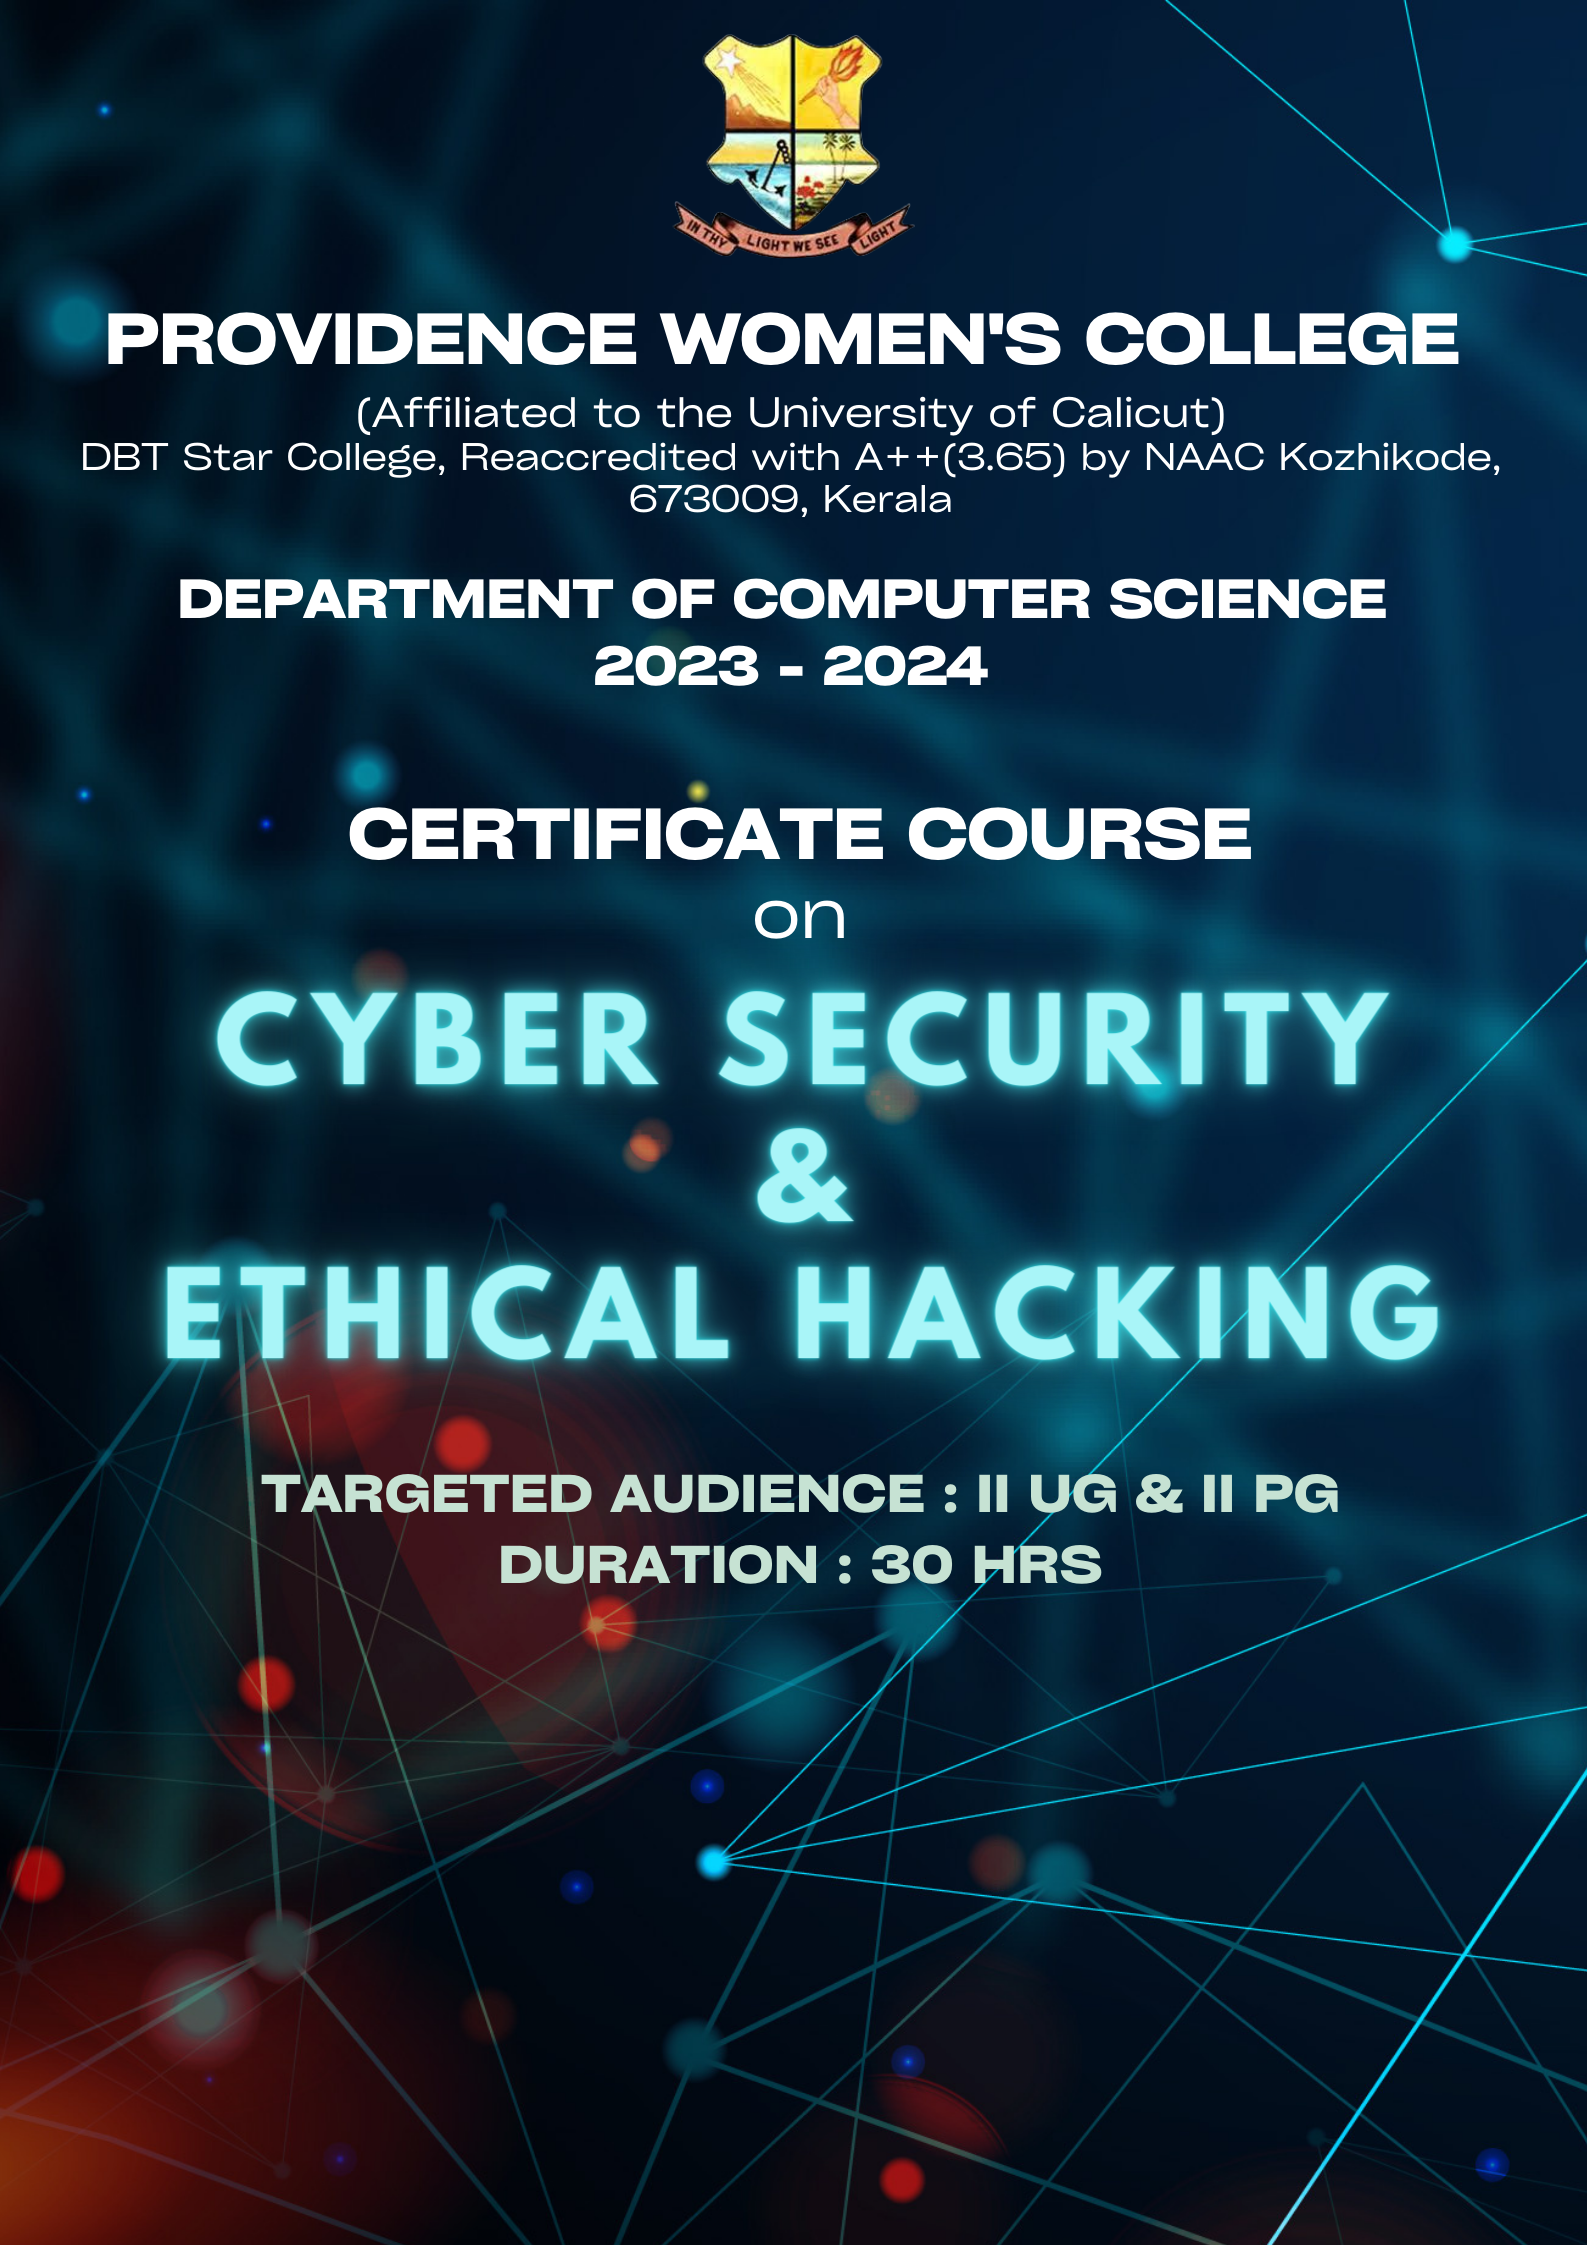 IN THY LIGHT WE SEE LIGHT
PROVIDENCE WOMEN'S COLLEGE
(Affiliated to the University of Calicut)
DBT Star College, Reaccredited with A++(3.65) by NAAC Kozhikode,
673009, Kerala
DEPARTMENT OF COMPUTER SCIENCE
2023 - 2024
CERTIFICATE COURSE
on
CYBER SECURITY
&
ETHICAL HACKING
TARGETED AUDIENCE : II UG & II PG
DURATION : 30 HRS